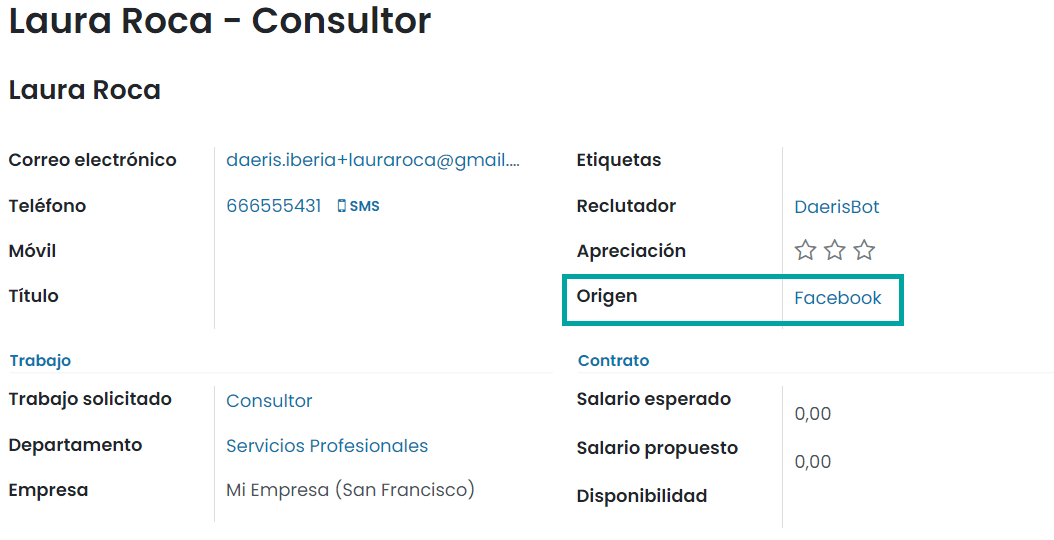 Laura Roca - Consultor
Laura Roca
Correo electrónico daeris.iberia+lauraroca@gmail....
Teléfono 666555431 SMS
Móvil
Título
Etiquetas
Reclutador DaerisBot
Apreciación
Origen Facebook
Trabajo
Trabajo solicitado Consultor
Departamento Servicios Profesionales
Empresa Mi Empresa (San Francisco)
Contrato
Salario esperado 0,00
Salario propuesto 0,00
Disponibilidad